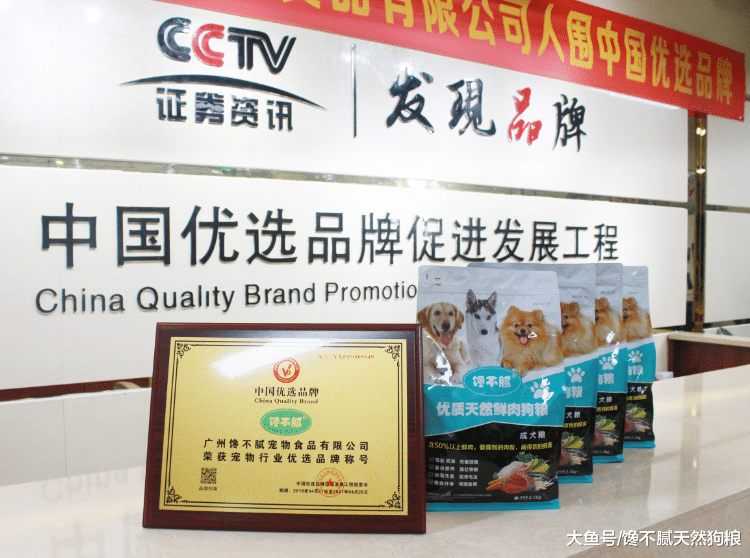 品有限公司入围中国优选品牌
CCTV
证券资讯
发現品牌
中国优选品牌促进发展工程
China Quality Brand Promotio
中国优选品牌
China Quality Brand
馋不腻
广州馋不腻宠物食品有限公司
荣获宠物行业优选品牌称号
馋不腻
优质天然鲜肉狗粮
成犬粮
大鱼号/馋不腻天然狗粮